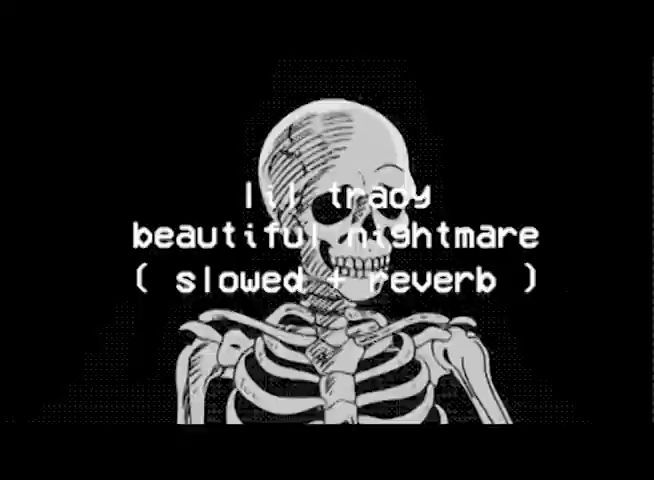 lil tracy
beautiful nightmare
( slowed + reverb )